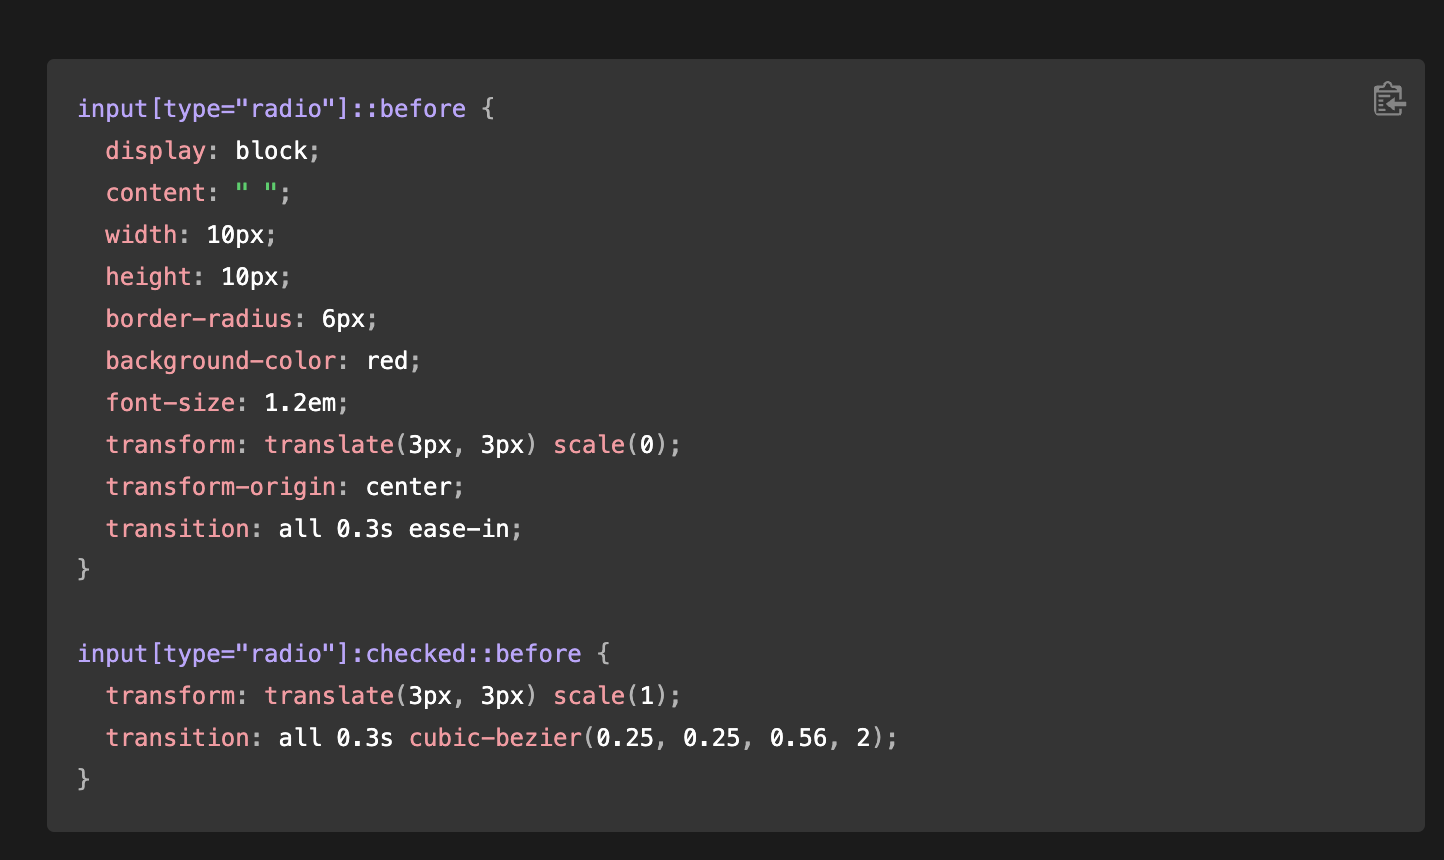 input[type="radio"]::before {
  display: block;
  content: " ";
  width: 10px;
  height: 10px;
  border-radius: 6px;
  background-color: red;
  font-size: 1.2em;
  transform: translate(3px, 3px) scale(0);
  transform-origin: center;
  transition: all 0.3s ease-in;
}

input[type="radio"]:checked::before {
  transform: translate(3px, 3px) scale(1);
  transition: all 0.3s cubic-bezier(0.25, 0.25, 0.56, 2);
}